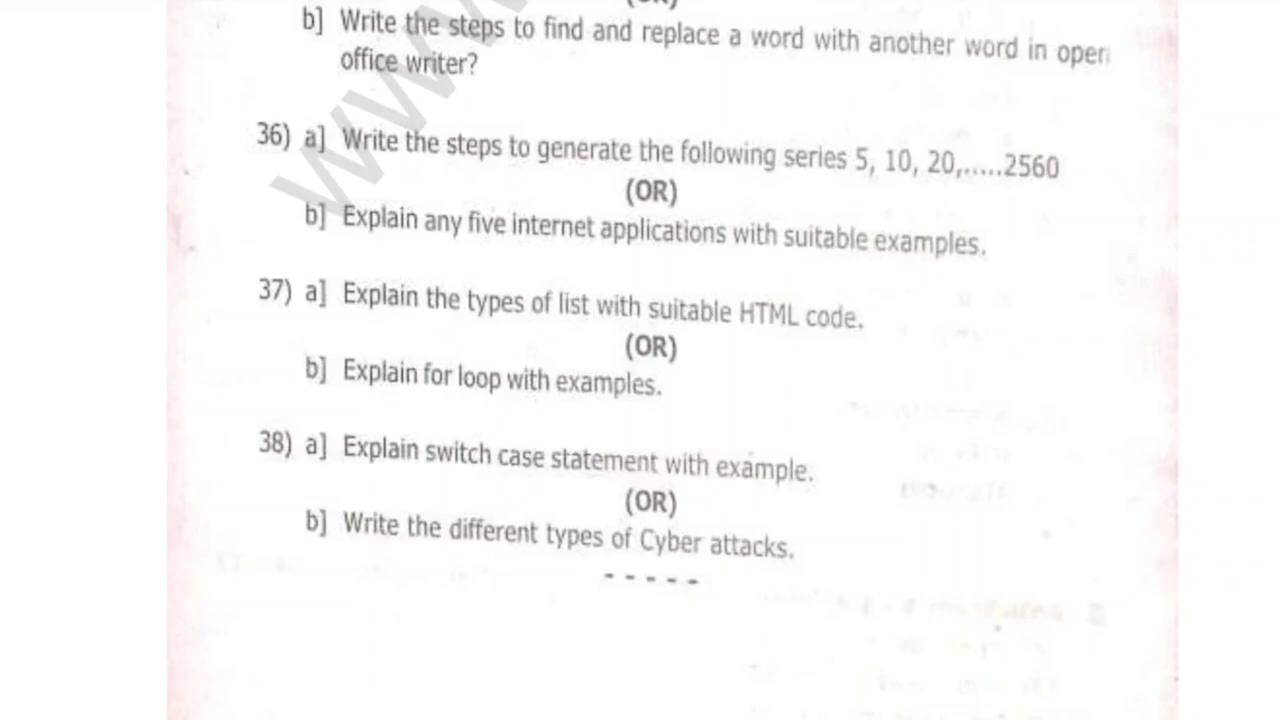 (OR)
b] Write the steps to find and replace a word with another word in open
office writer?
36) a] Write the steps to generate the following series 5, 10, 20,.....2560
(OR)
b] Explain any five internet applications with suitable examples.
37) a] Explain the types of list with suitable HTML code.
(OR)
b] Explain for loop with examples.
38) a] Explain switch case statement with example.
(OR)
b] Write the different types of Cyber attacks.
- - - - -
www